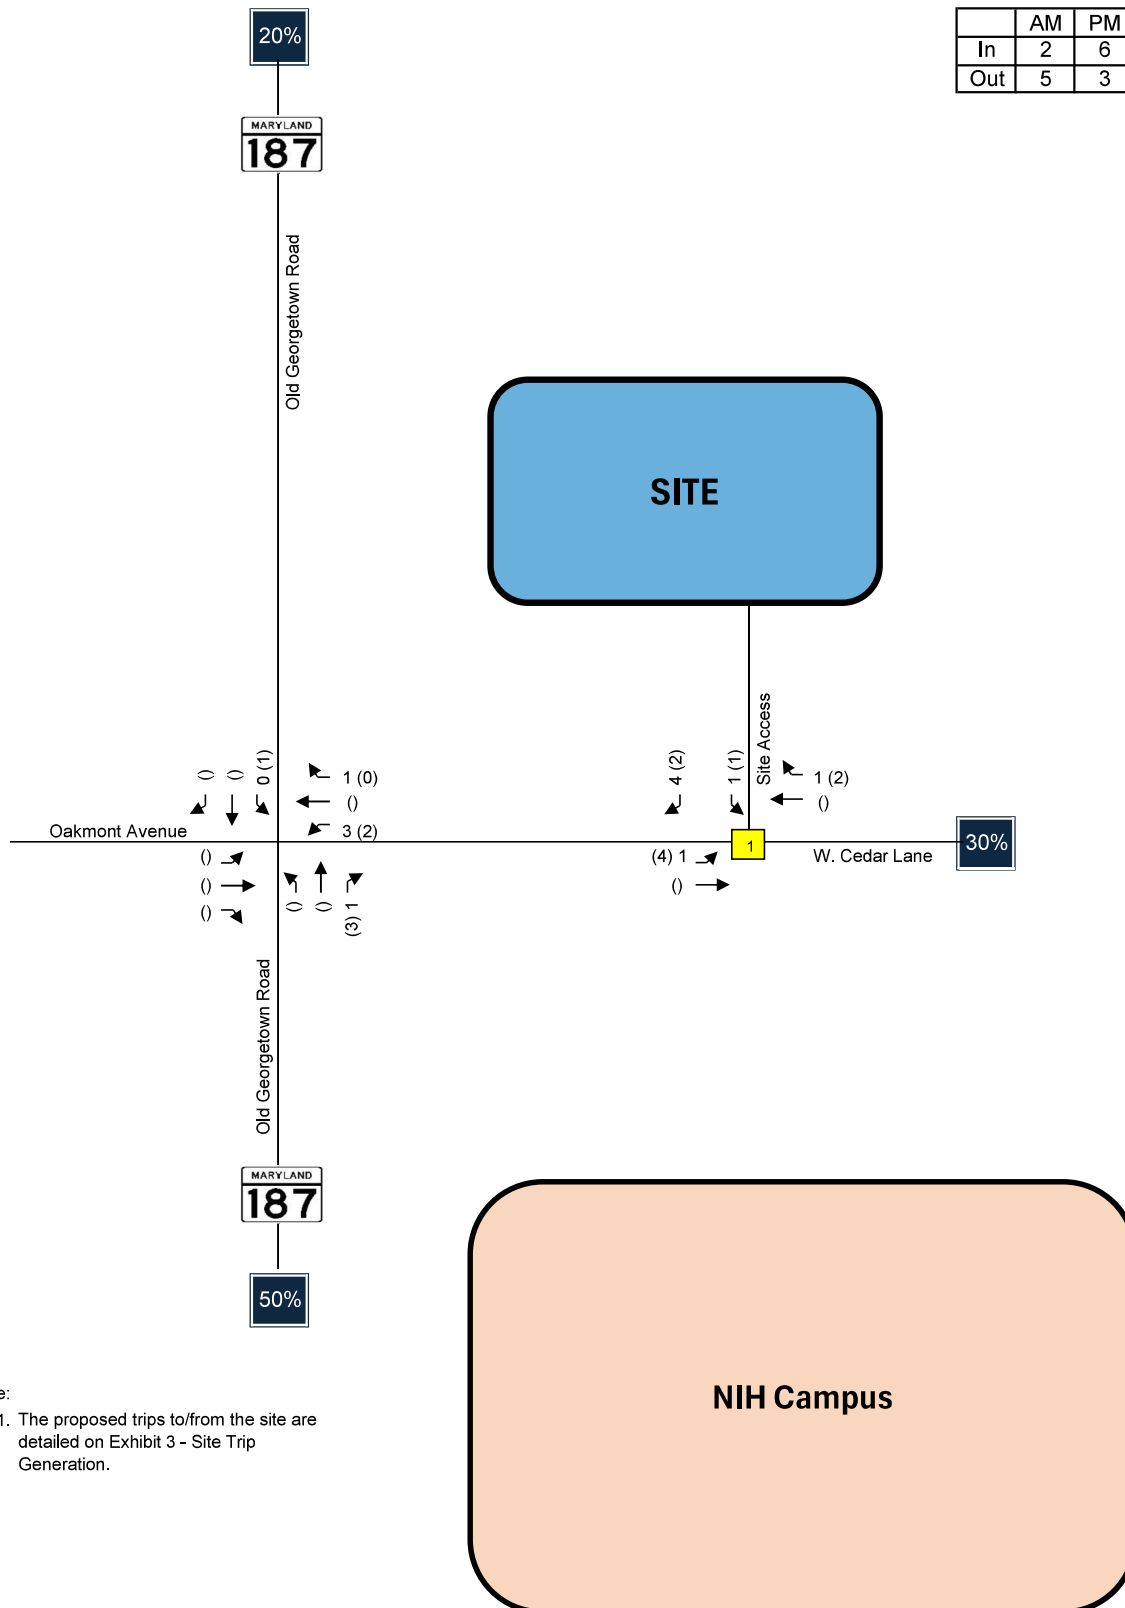 20%
AM PM
In 2 6
Out 5 3
MARYLAND
187
Old Georgetown Road
SITE
Site Access
() () 0 (1)
1 (0)
()
3 (2)
4 (2) 1 (1)
1 (2)
()
Oakmont Avenue
()
()
()
() () (3) 1
(4) 1
()
1
W. Cedar Lane
30%
Old Georgetown Road
MARYLAND
187
50%
NIH Campus
e:
1. The proposed trips to/from the site are
detailed on Exhibit 3 - Site Trip
Generation.